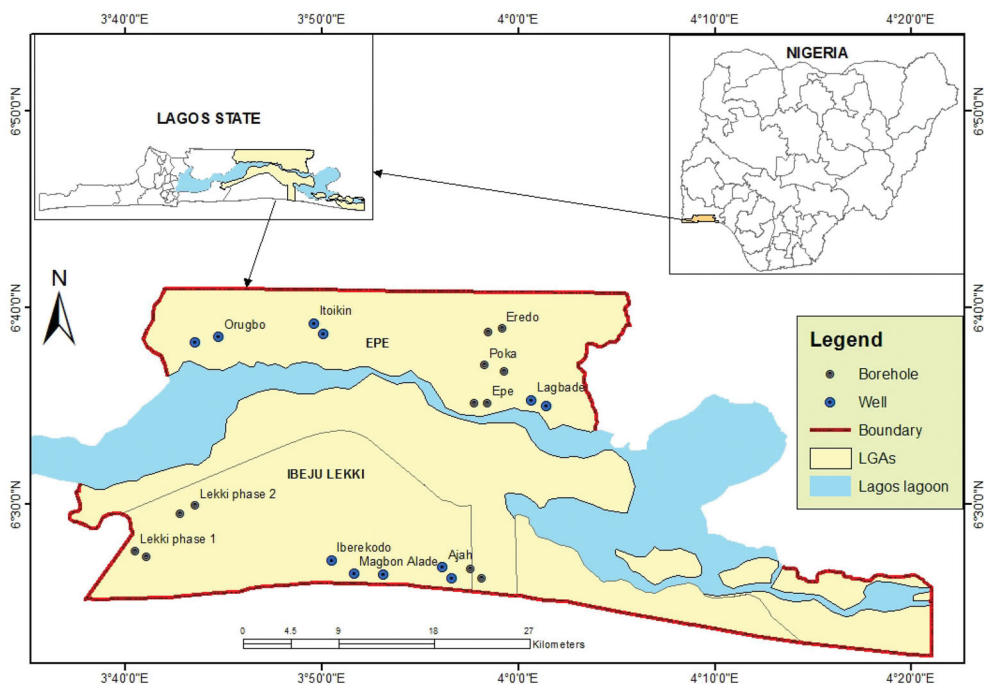 3°40'0"E 3°50'0"E 4°0'0"E 4°10'0"E 4°20'0"E
NIGERIA
LAGOS STATE
6°50'0"N 6°50'0"N
N
6°40'0"N 6°40'0"N
Itoikin
Orugbo
Eredo
EPE
Poka
Epe Lagbade
Legend
Borehole
Well
Boundary
LGAs
Lagos lagoon
IBEJU LEKKI
6°30'0"N 6°30'0"N
Lekki phase 2
Lekki phase 1
Iberekodo
Magbon Alade Ajah
0 4.5 9 18 27
Kilometers
3°40'0"E 3°50'0"E 4°0'0"E 4°10'0"E 4°20'0"E